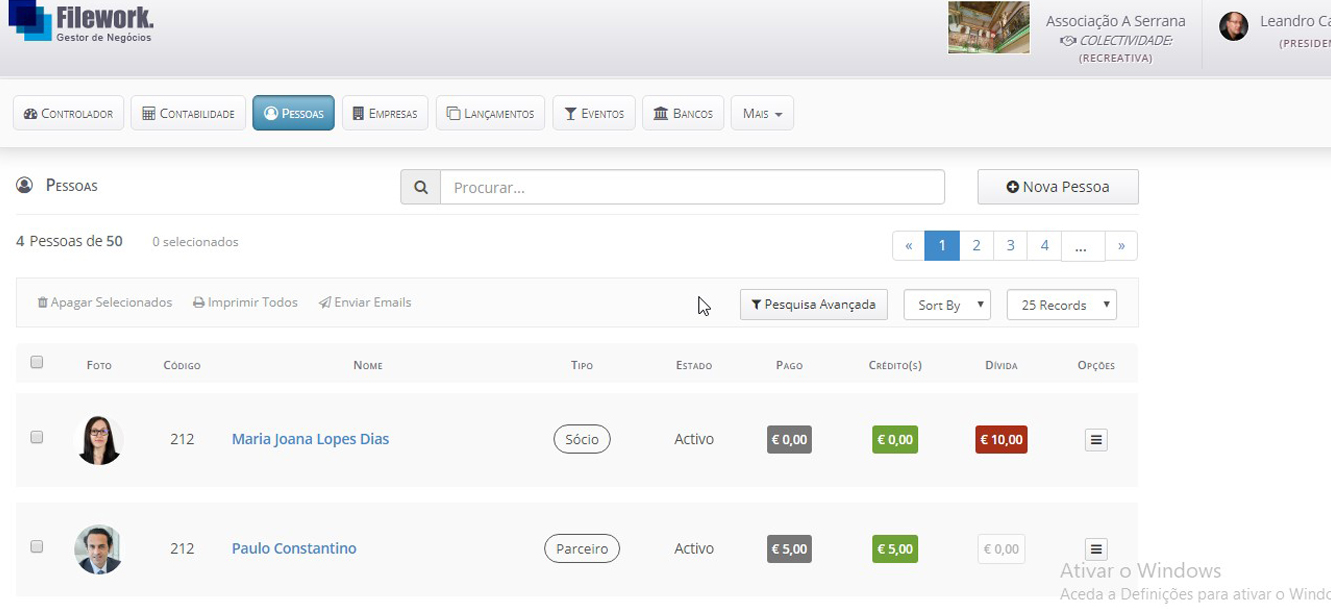 Filework.
Gestor de Negócios
Associação A Serrana
COLECTIVIDADE:
(RECREATIVA)
Leandro
Controlador
Contabilidade
Pessoas
Empresas
Lançamentos
Eventos
Bancos
Mais
Pessoas
Procurar...
Nova Pessoa
4 Pessoas de 50
0 selecionados
« 1 2 3 4 ... »
Apagar Selecionados
Imprimir Todos
Enviar Emails
Pesquisa Avançada
Sort By
25 Records
Foto Código Nome Tipo Estado Pago Crédito(s) Dívida Opções
212 Maria Joana Lopes Dias Sócio Activo € 0,00 € 0,00 € 10,00
212 Paulo Constantino Parceiro Activo € 5,00 € 5,00 € 0,00
Ativar o Windows
Aceda a Definições para ativar o